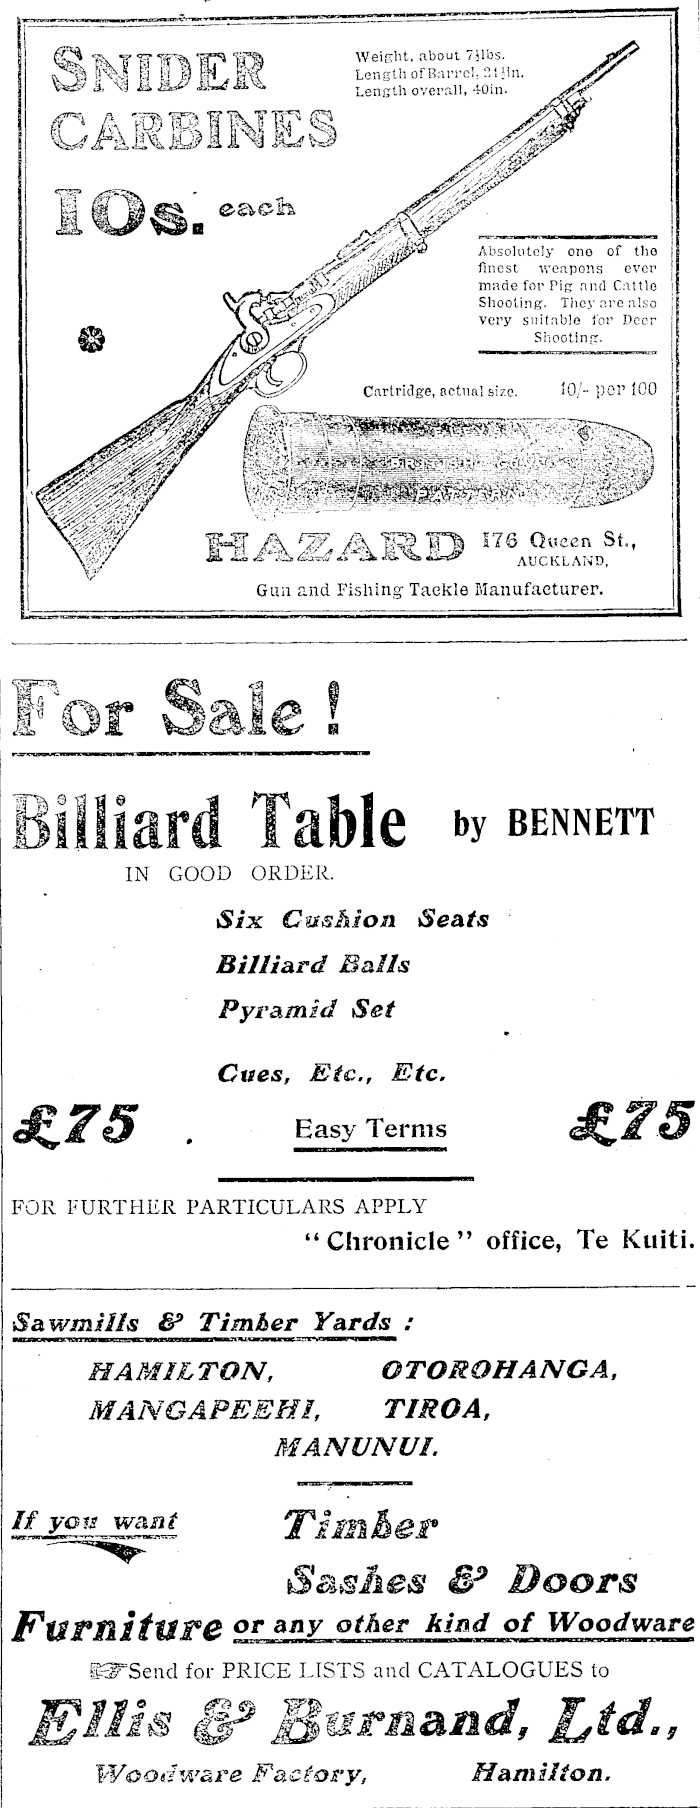 SNIDER
CARBINES
10s. each
Weight, about 7½lbs.
Length of Barrel, 21½in.
Length overall, 40in.
Absolutely one of the
finest weapons ever
made for Pig and Cattle
Shooting. They are also
very suitable for Deer
Shooting.
Cartridge, actual size. 10/- per 100
HAZARD 176 Queen St.,
AUCKLAND,
Gun and Fishing Tackle Manufacturer.
For Sale!
Billiard Table by BENNETT
IN GOOD ORDER.
Six Cushion Seats
Billiard Balls
Pyramid Set
Cues, Etc., Etc.
£75 Easy Terms £75
FOR FURTHER PARTICULARS APPLY
"Chronicle" office, Te Kuiti.
Sawmills & Timber Yards:
HAMILTON, OTOROHANGA,
MANGAPEEHI, TIROA,
MANUNUI.
If you want Timber
Sashes & Doors
Furniture or any other kind of Woodware
Send for PRICE LISTS and CATALOGUES to
Ellis & Burnand, Ltd.,
Woodware Factory, Hamilton.